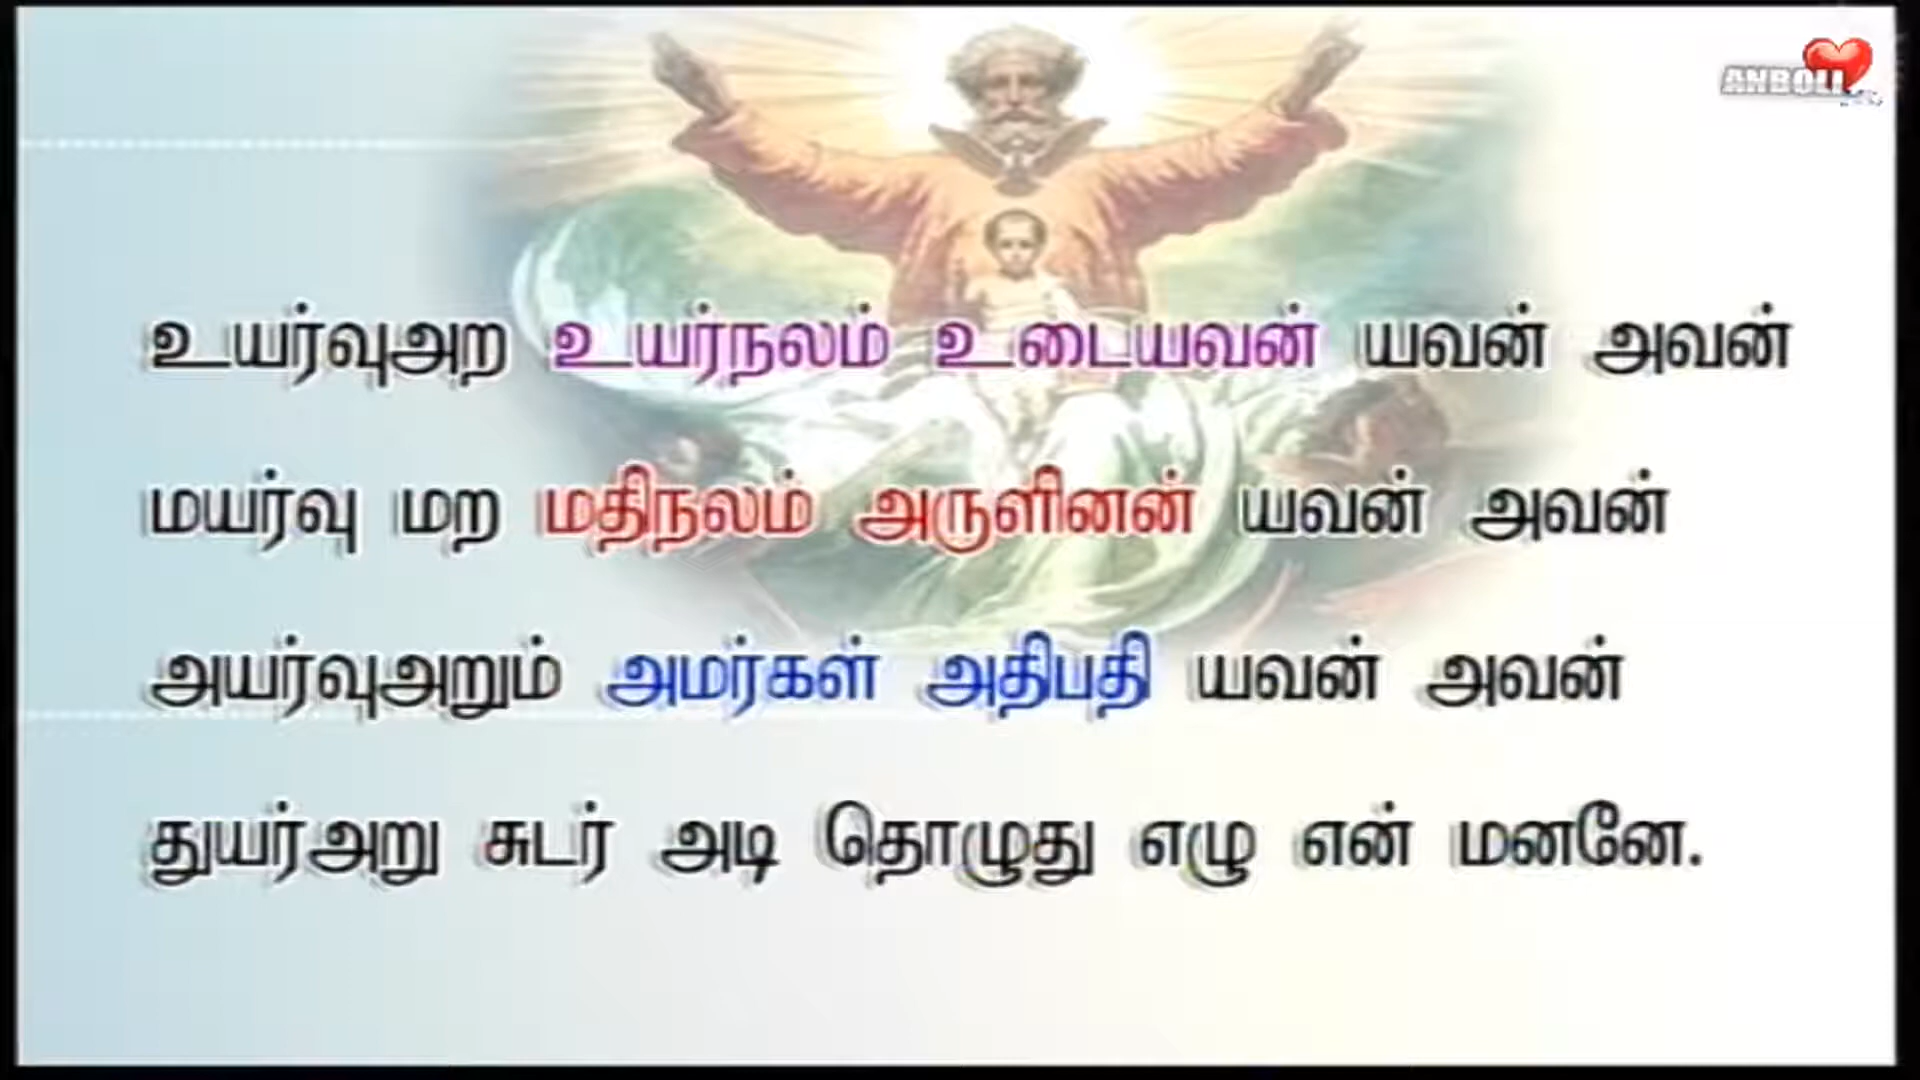 ANBOLI
உயர்வுஅற உயர்நலம் உடையவன் யவன் அவன்
மயர்வு மற மதிநலம் அருளினன் யவன் அவன்
அயர்வுஅறும் அமர்கள் அதிபதி யவன் அவன்
துயர்அறு சுடர் அடி தொழுது எழு என் மனனே.